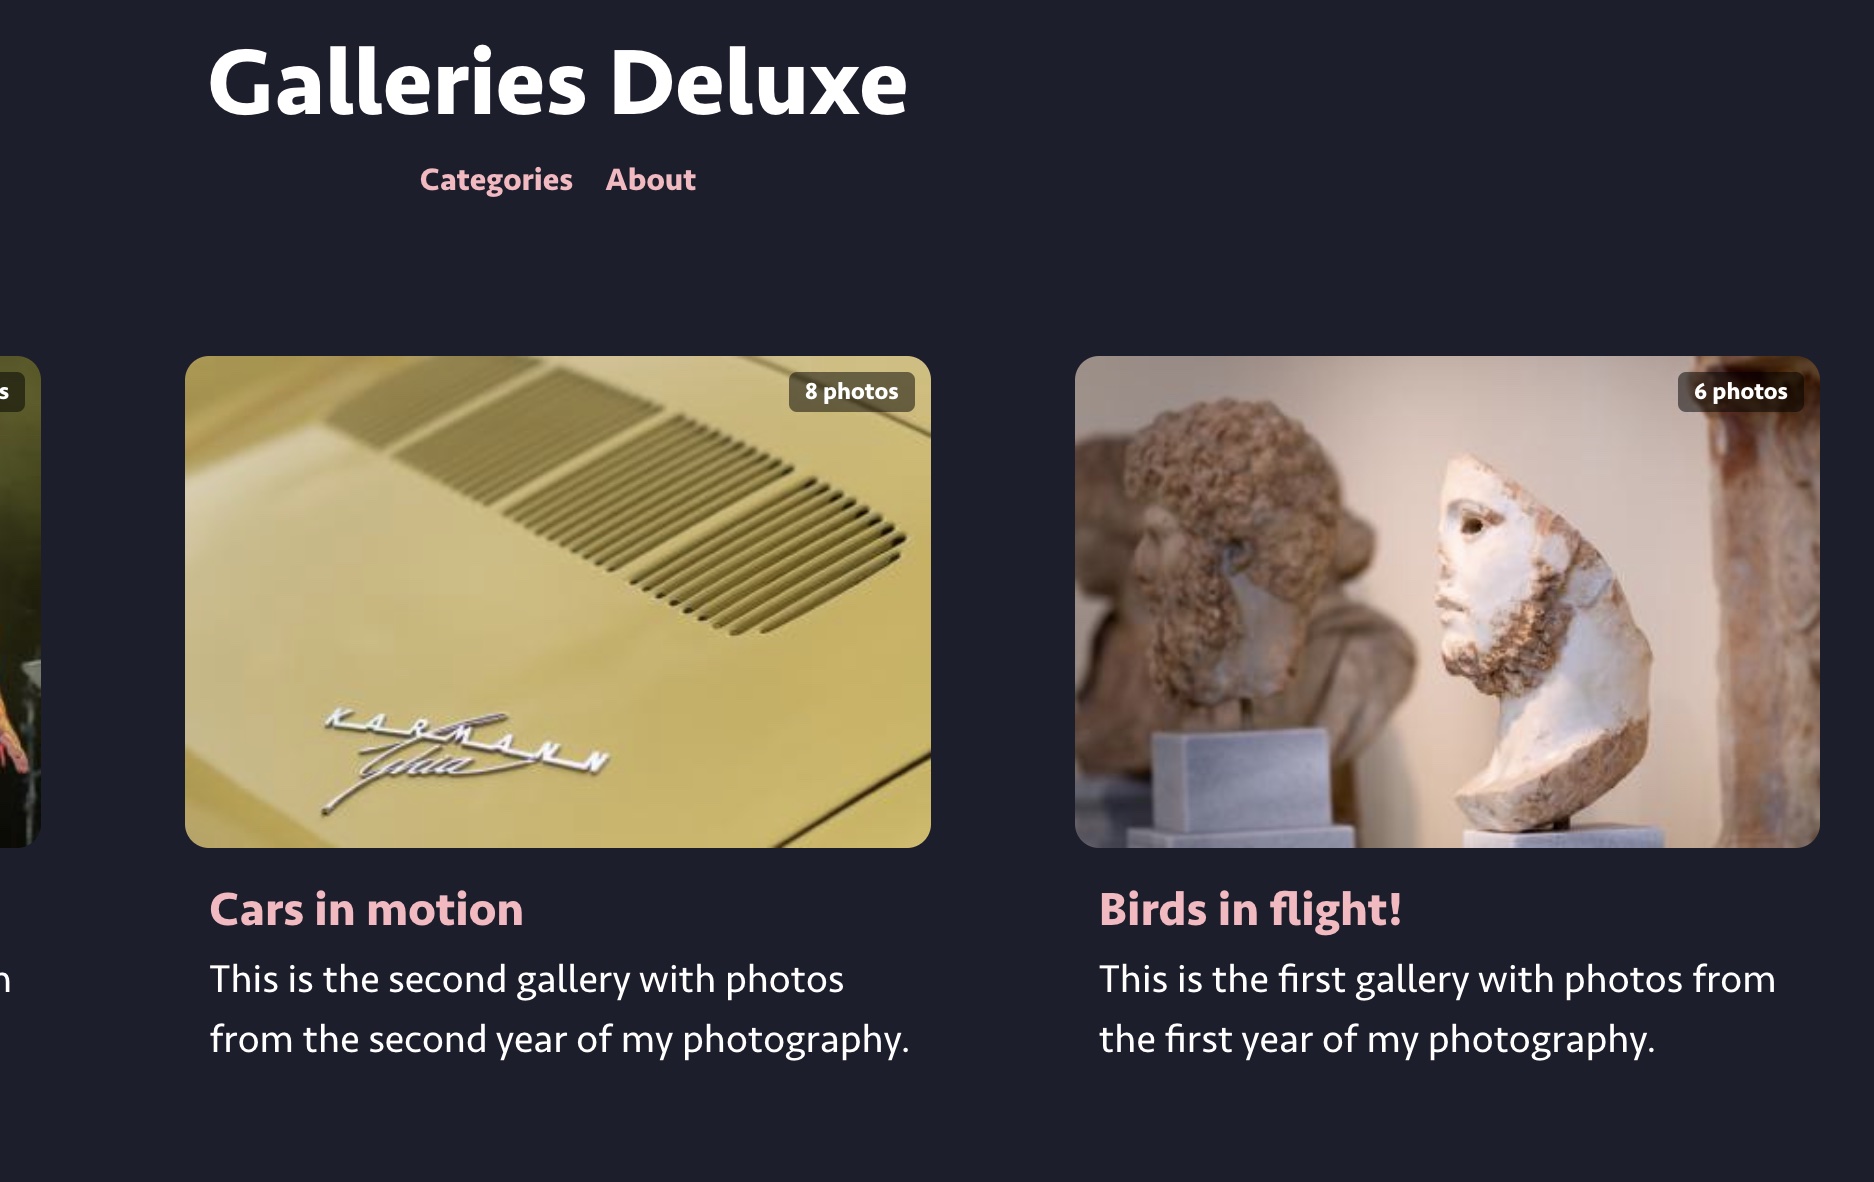 Galleries Deluxe
Categories About
s
8 photos
6 photos
KARMANN
Ghia
Cars in motion
Birds in flight!
n
This is the second gallery with photos
from the second year of my photography.
This is the first gallery with photos from
the first year of my photography.